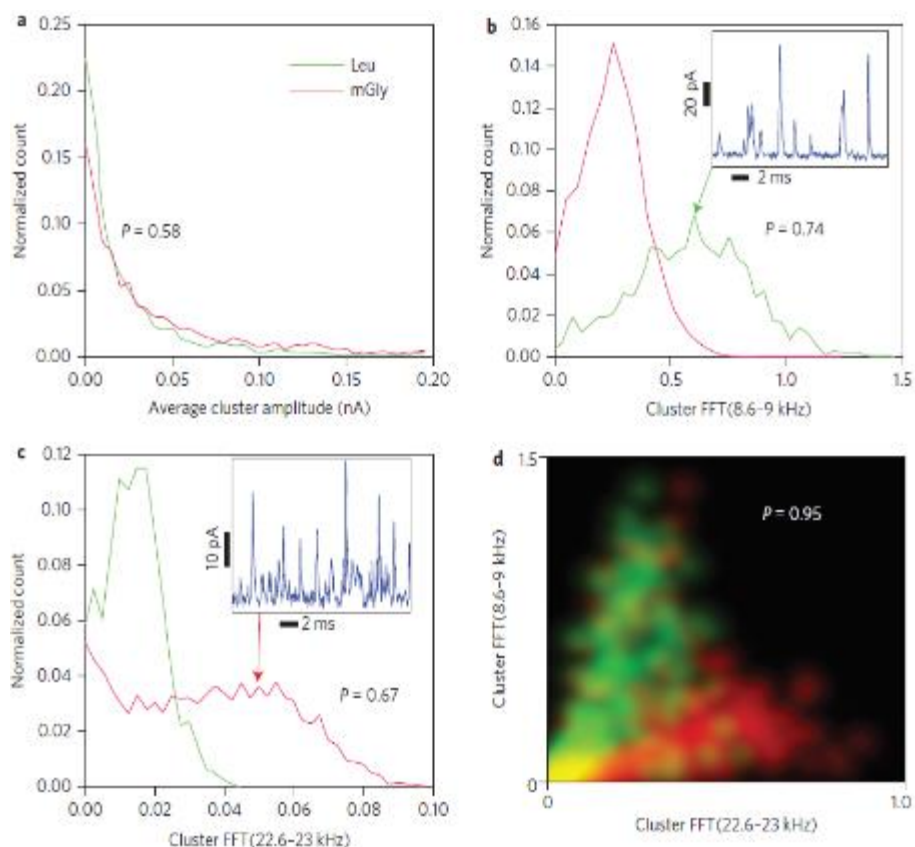 a
0.25
0.20
0.15
0.10
0.05
0.00
Normalized count
Leu
mGly
P = 0.58
0.00 0.05 0.10 0.15 0.20
Average cluster amplitude (nA)
b
0.16
0.14
0.12
0.10
0.08
0.06
0.04
0.02
0.00
Normalized count
20 pA
2 ms
P = 0.74
0.0 0.5 1.0 1.5
Cluster FFT(8.6–9 kHz)
c
0.12
0.10
0.08
0.06
0.04
0.02
0.00
Normalized count
10 pA
2 ms
P = 0.67
0.00 0.02 0.04 0.06 0.08 0.10
Cluster FFT(22.6–23 kHz)
d
1.5
P = 0.95
Cluster FFT(8.6–9 kHz)
0
0 1.0
Cluster FFT(22.6–23 kHz)